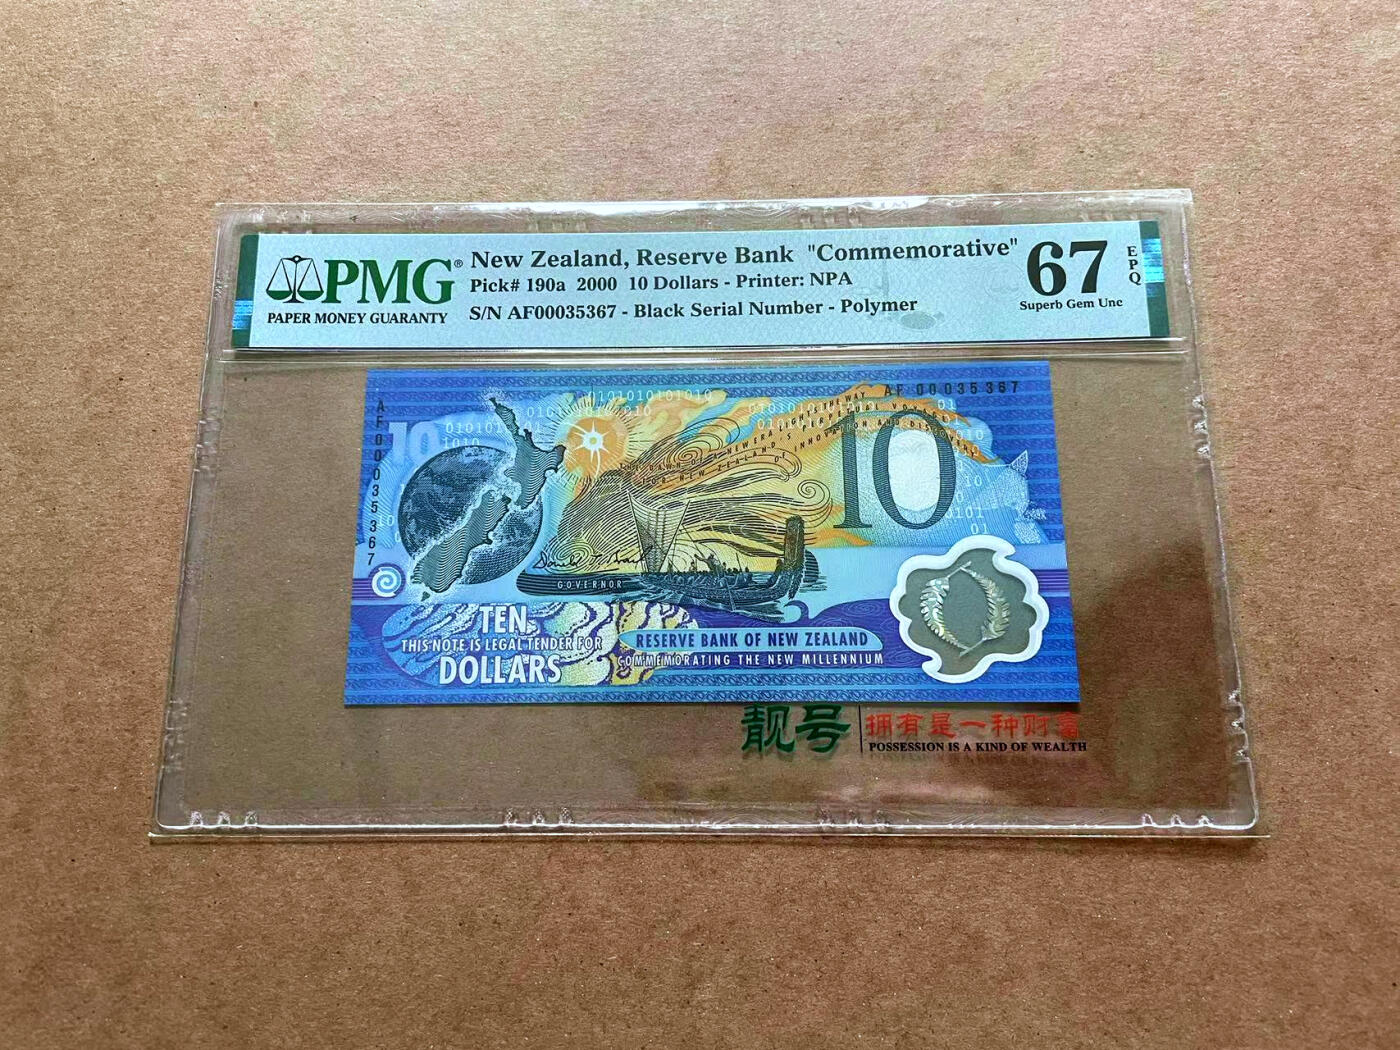 PMG®
PAPER MONEY GUARANTY
New Zealand, Reserve Bank "Commemorative"
Pick# 190a 2000 10 Dollars - Printer: NPA
S/N AF00035367 - Black Serial Number - Polymer
67
EPQ
Superb Gem Unc
AF 00035367
AF00035367
10
10
GOVERNOR
TEN
THIS NOTE IS LEGAL TENDER FOR
DOLLARS
RESERVE BANK OF NEW ZEALAND
COMMEMORATING THE NEW MILLENNIUM
靓号
拥有是一种财富
POSSESSION IS A KIND OF WEALTH